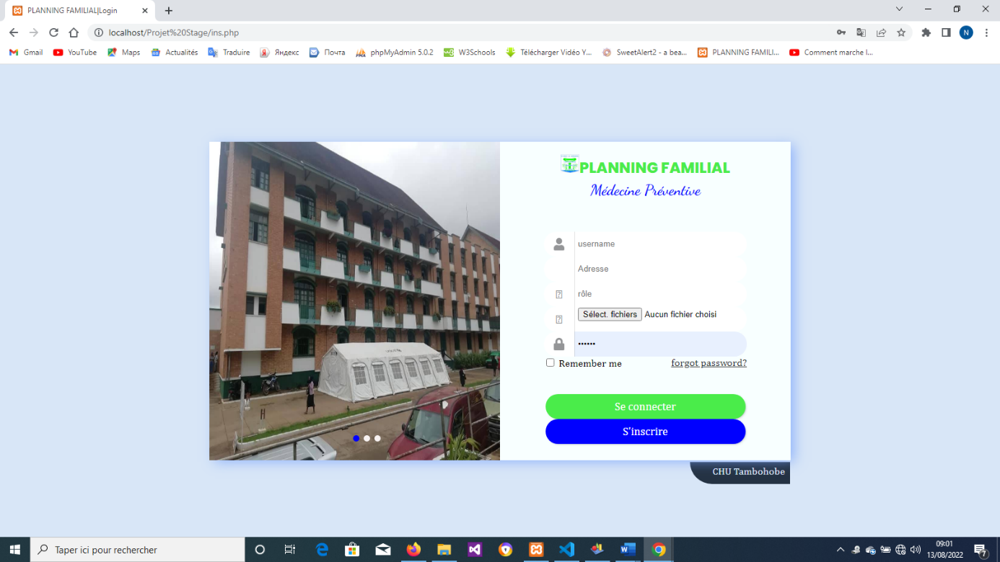 PLANNING FAMILIAL|Login
localhost/Projet%20Stage/ins.php
N
Gmail YouTube Maps Actualités Traduire Яндекс Почта phpMyAdmin 5.0.2 W3Schools Télécharger Vidéo Y... SweetAlert2 - a bea... PLANNING FAMILI... Comment marche l...
PLANNING FAMILIAL
Médecine Préventive
username
Adresse
rôle
Sélect. fichiers Aucun fichier choisi
••••••
Remember me forgot password?
Se connecter
S'inscrire
CHU Tambohobe
Taper ici pour rechercher
09:01
13/08/2022
7